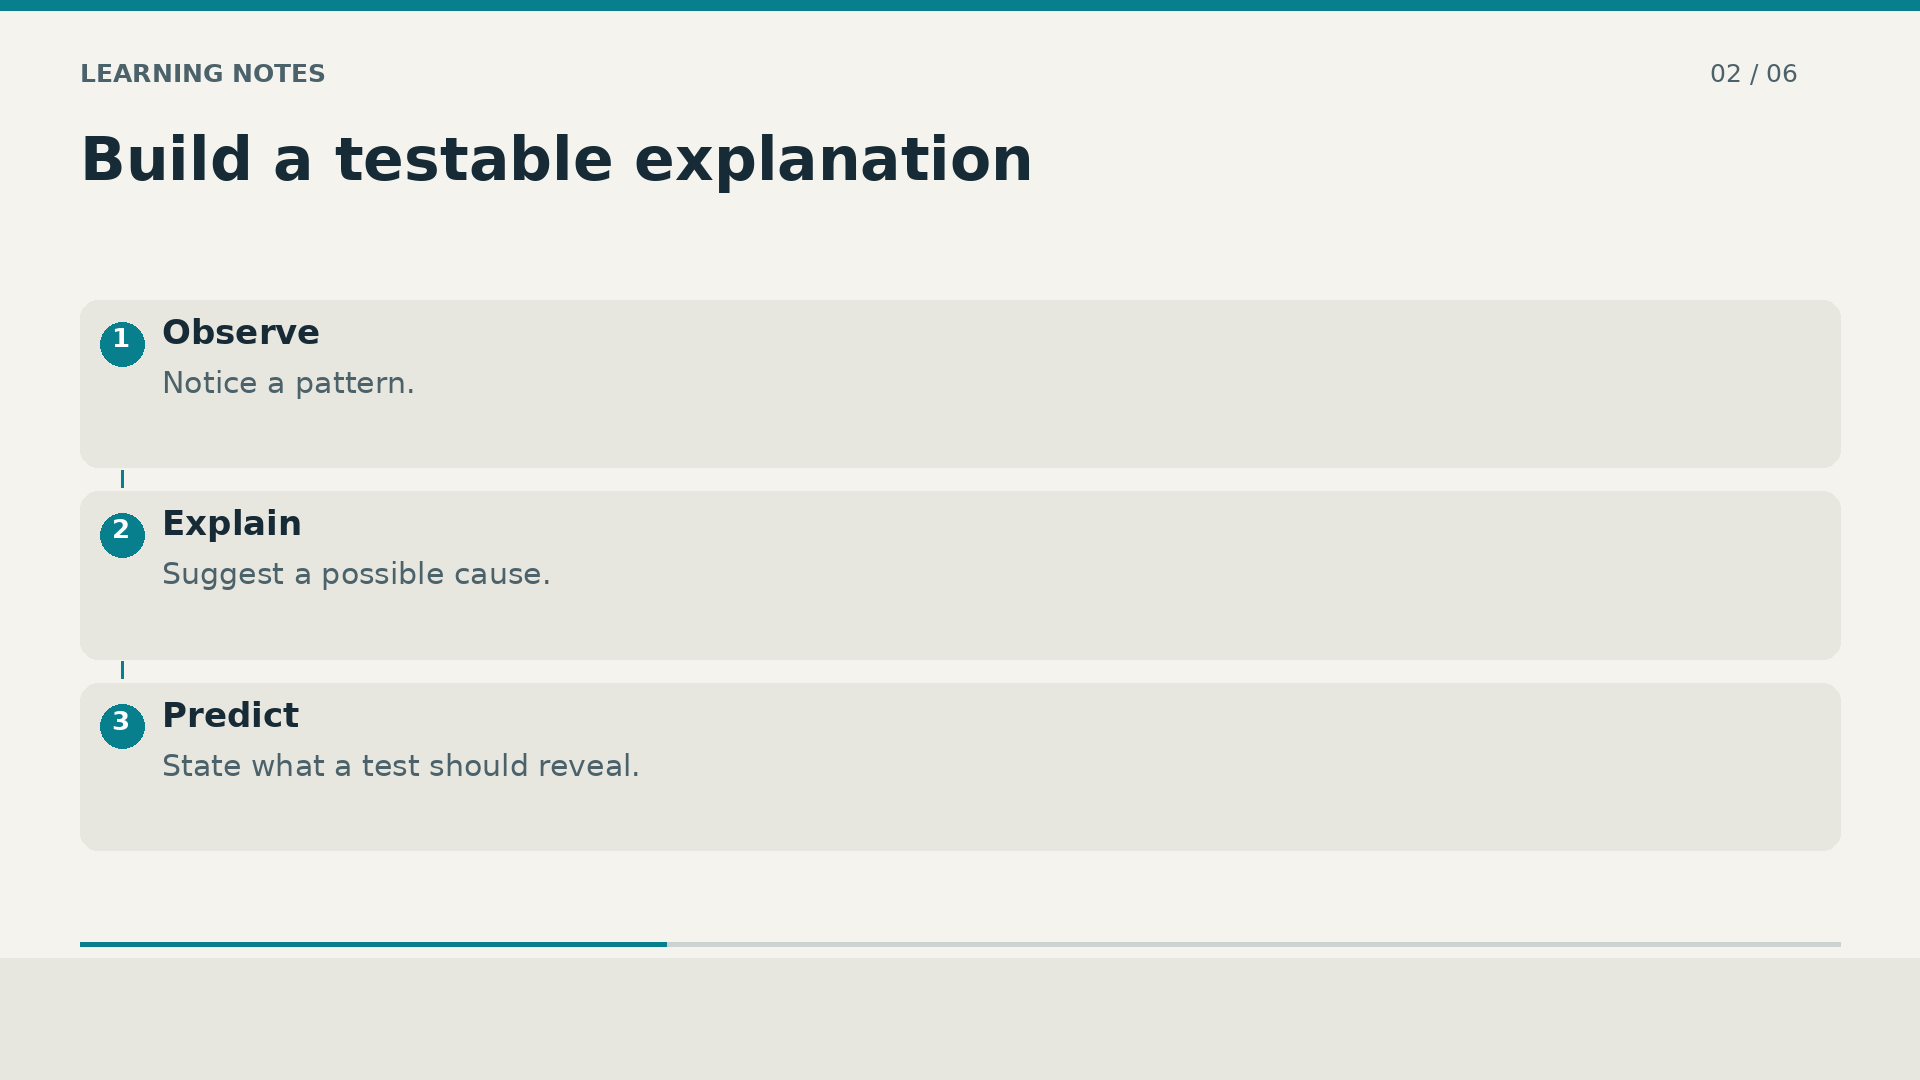 LEARNING NOTES
02 / 06
Build a testable explanation
1
Observe
Notice a pattern.
2
Explain
Suggest a possible cause.
3
Predict
State what a test should reveal.